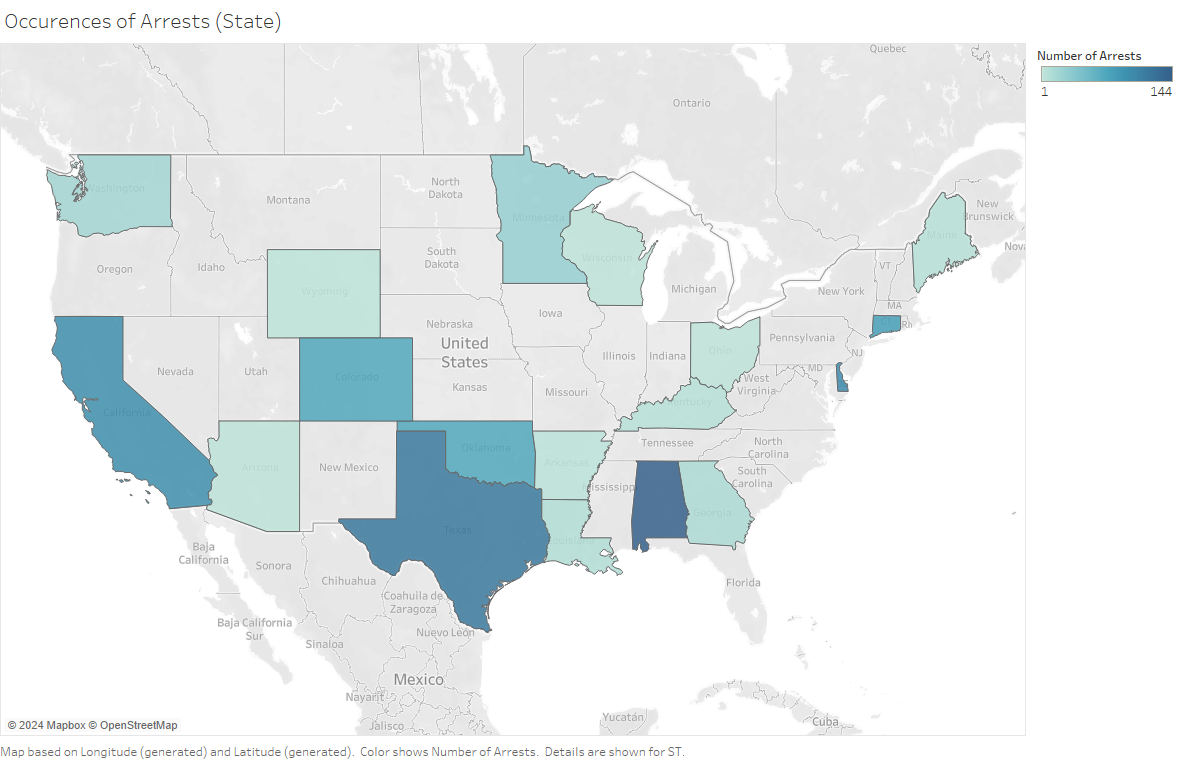 Occurences of Arrests (State)
Number of Arrests
1
144
Quebec
Ontario
Washington
North
Dakota
Montana
Minnesota
New
Brunswick
Maine
Nova
South
Dakota
Oregon
Idaho
Wisconsin
VT
Wyoming
Michigan
New York
MA
Iowa
CT
RI
Nebraska
United
States
Pennsylvania
Ohio
Illinois
Indiana
NJ
Nevada
Utah
Colorado
Kansas
MD
West
Virginia
Missouri
Kentucky
California
Tennessee
North
Carolina
Oklahoma
Arizona
New Mexico
Arkansas
South
Carolina
Mississippi
Georgia
Texas
Louisiana
Baja
California
Sonora
Chihuahua
Florida
Coahuila de
Zaragoza
Baja California
Sur
Nuevo León
Sinaloa
Mexico
Nayarit
Yucatán
Cuba
Jalisco
© 2024 Mapbox © OpenStreetMap
Map based on Longitude (generated) and Latitude (generated).  Color shows Number of Arrests.  Details are shown for ST.